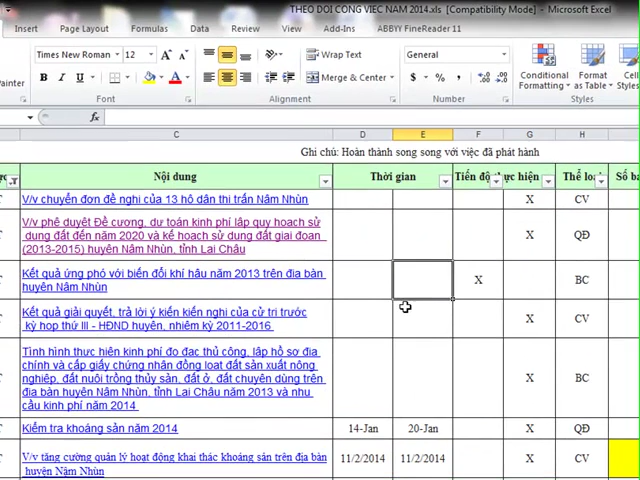 THEO DOI CONG VIEC NAM 2014.xls [Compatibility Mode] - Microsoft Excel
Insert Page Layout Formulas Data Review View Add-Ins ABBYY FineReader 11
Times New Roman 12 A A Wrap Text General
Painter B I U A Merge & Center $ % , Conditional Formatting Format as Table Cell Styles
Font Alignment Number Styles
fx
C D E F G H
Ghi chú: Hoàn thành song song với việc đã phát hành
Nội dung Thời gian Tiến độ thực hiện Thể loại Số
V/v chuyển đơn đề nghị của 13 hộ dân thị trấn Nậm Nhùn X CV
V/v phê duyệt Đề cương, dự toán kinh phí lập quy hoạch sử
dụng đất đến năm 2020 và kế hoạch sử dụng đất giai đoạn X QĐ
(2013-2015) huyện Nậm Nhùn, tỉnh Lai Châu
Kết quả ứng phó với biến đổi khí hậu năm 2013 trên địa bàn X BC
huyện Nậm Nhùn
Kết quả giải quyết, trả lời ý kiến kiến nghị của cử tri trước X CV
kỳ họp thứ III - HĐND huyện, nhiệm kỳ 2011-2016
Tình hình thực hiện kinh phí đo đạc thủ công, lập hồ sơ địa
chính và cấp giấy chứng nhận đồng loạt đất sản xuất nông
nghiệp, đất nuôi trồng thủy sản, đất ở, đất chuyên dùng trên X BC
địa bàn huyện Nậm Nhùn, tỉnh Lai Châu năm 2013 và nhu
cầu kinh phí năm 2014
Kiểm tra khoáng sản năm 2014 14-Jan 20-Jan X QĐ
V/v tăng cường quản lý hoạt động khai thác khoáng sản trên địa bàn 11/2/2014 11/2/2014 X CV
huyện Nậm Nhùn